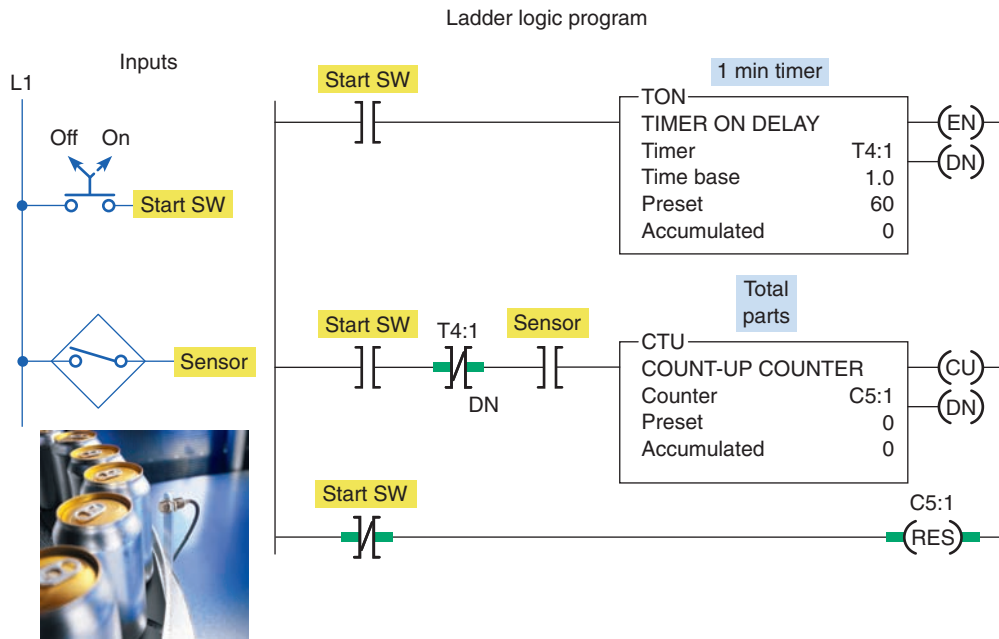 Ladder logic program
Inputs
L1
Off On
Start SW
Sensor
Start SW
1 min timer
TON
TIMER ON DELAY
Timer T4:1
Time base 1.0
Preset 60
Accumulated 0
EN
DN
Start SW
T4:1
DN
Sensor
Total
parts
CTU
COUNT-UP COUNTER
Counter C5:1
Preset 0
Accumulated 0
CU
DN
Start SW
C5:1
RES